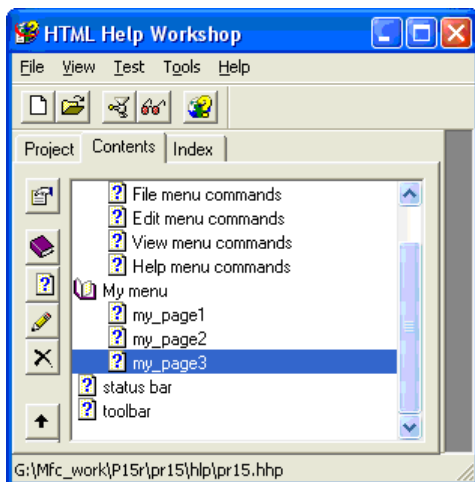 HTML Help Workshop
File View Test Tools Help
Project Contents Index
File menu commands
Edit menu commands
View menu commands
Help menu commands
My menu
my_page1
my_page2
my_page3
status bar
toolbar
G:\Mfc_work\P15r\pr15\hlp\pr15.hhp